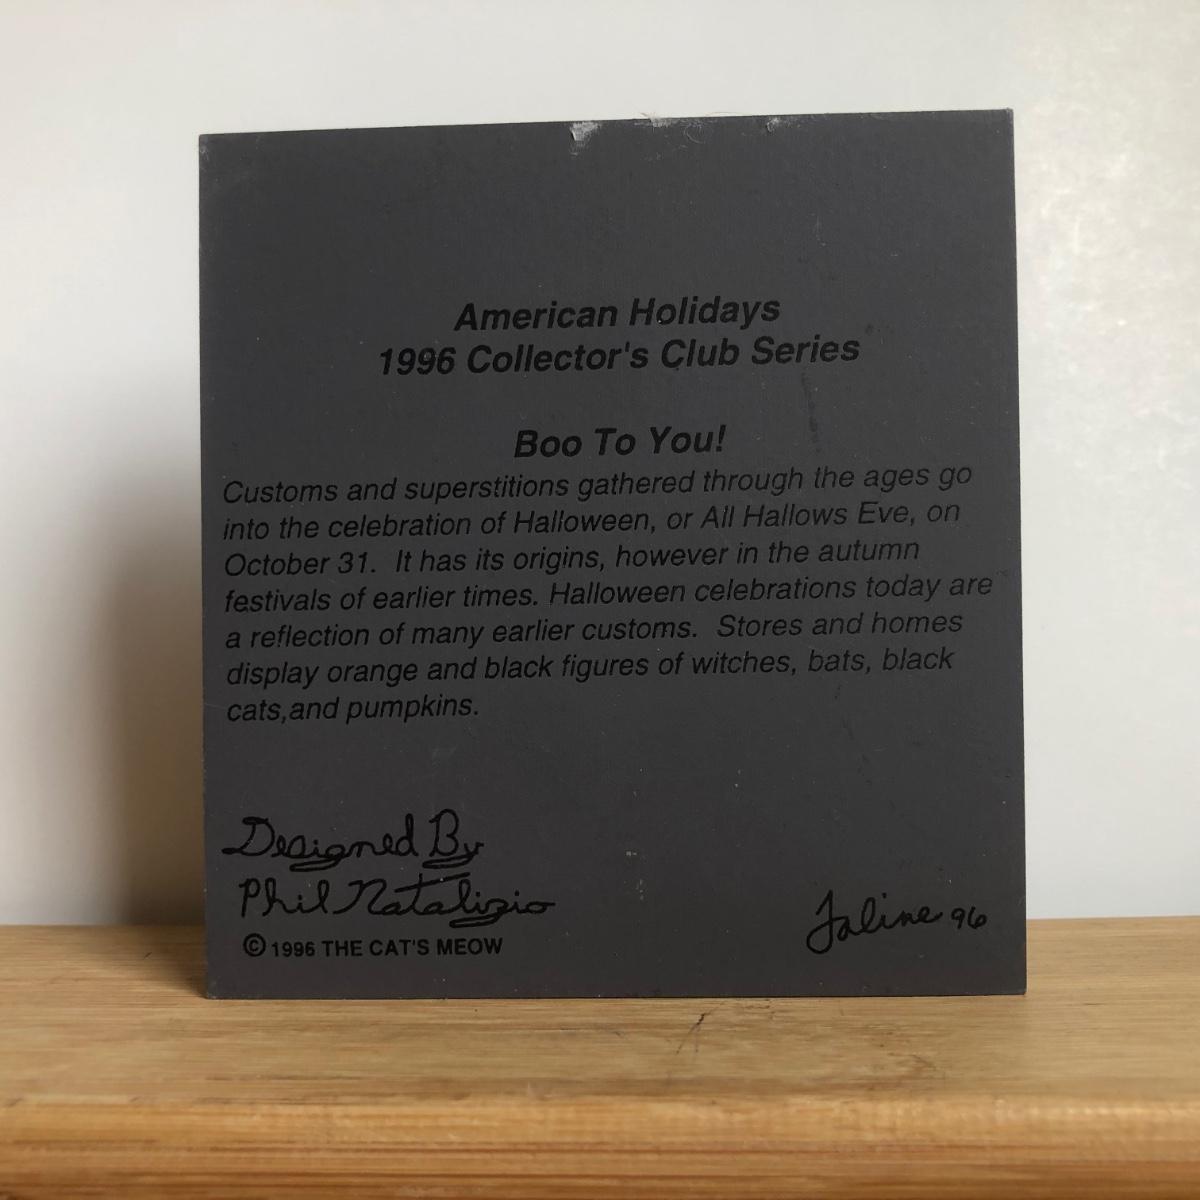 American Holidays
1996 Collector's Club Series
Boo To You!
Customs and superstitions gathered through the ages go
into the celebration of Halloween, or All Hallows Eve, on
October 31.  It has its origins, however in the autumn
festivals of earlier times. Halloween celebrations today are
a reflection of many earlier customs.  Stores and homes
display orange and black figures of witches, bats, black
cats,and pumpkins.
Designed By
Phil Natalizio
Faline 96
© 1996 THE CAT'S MEOW